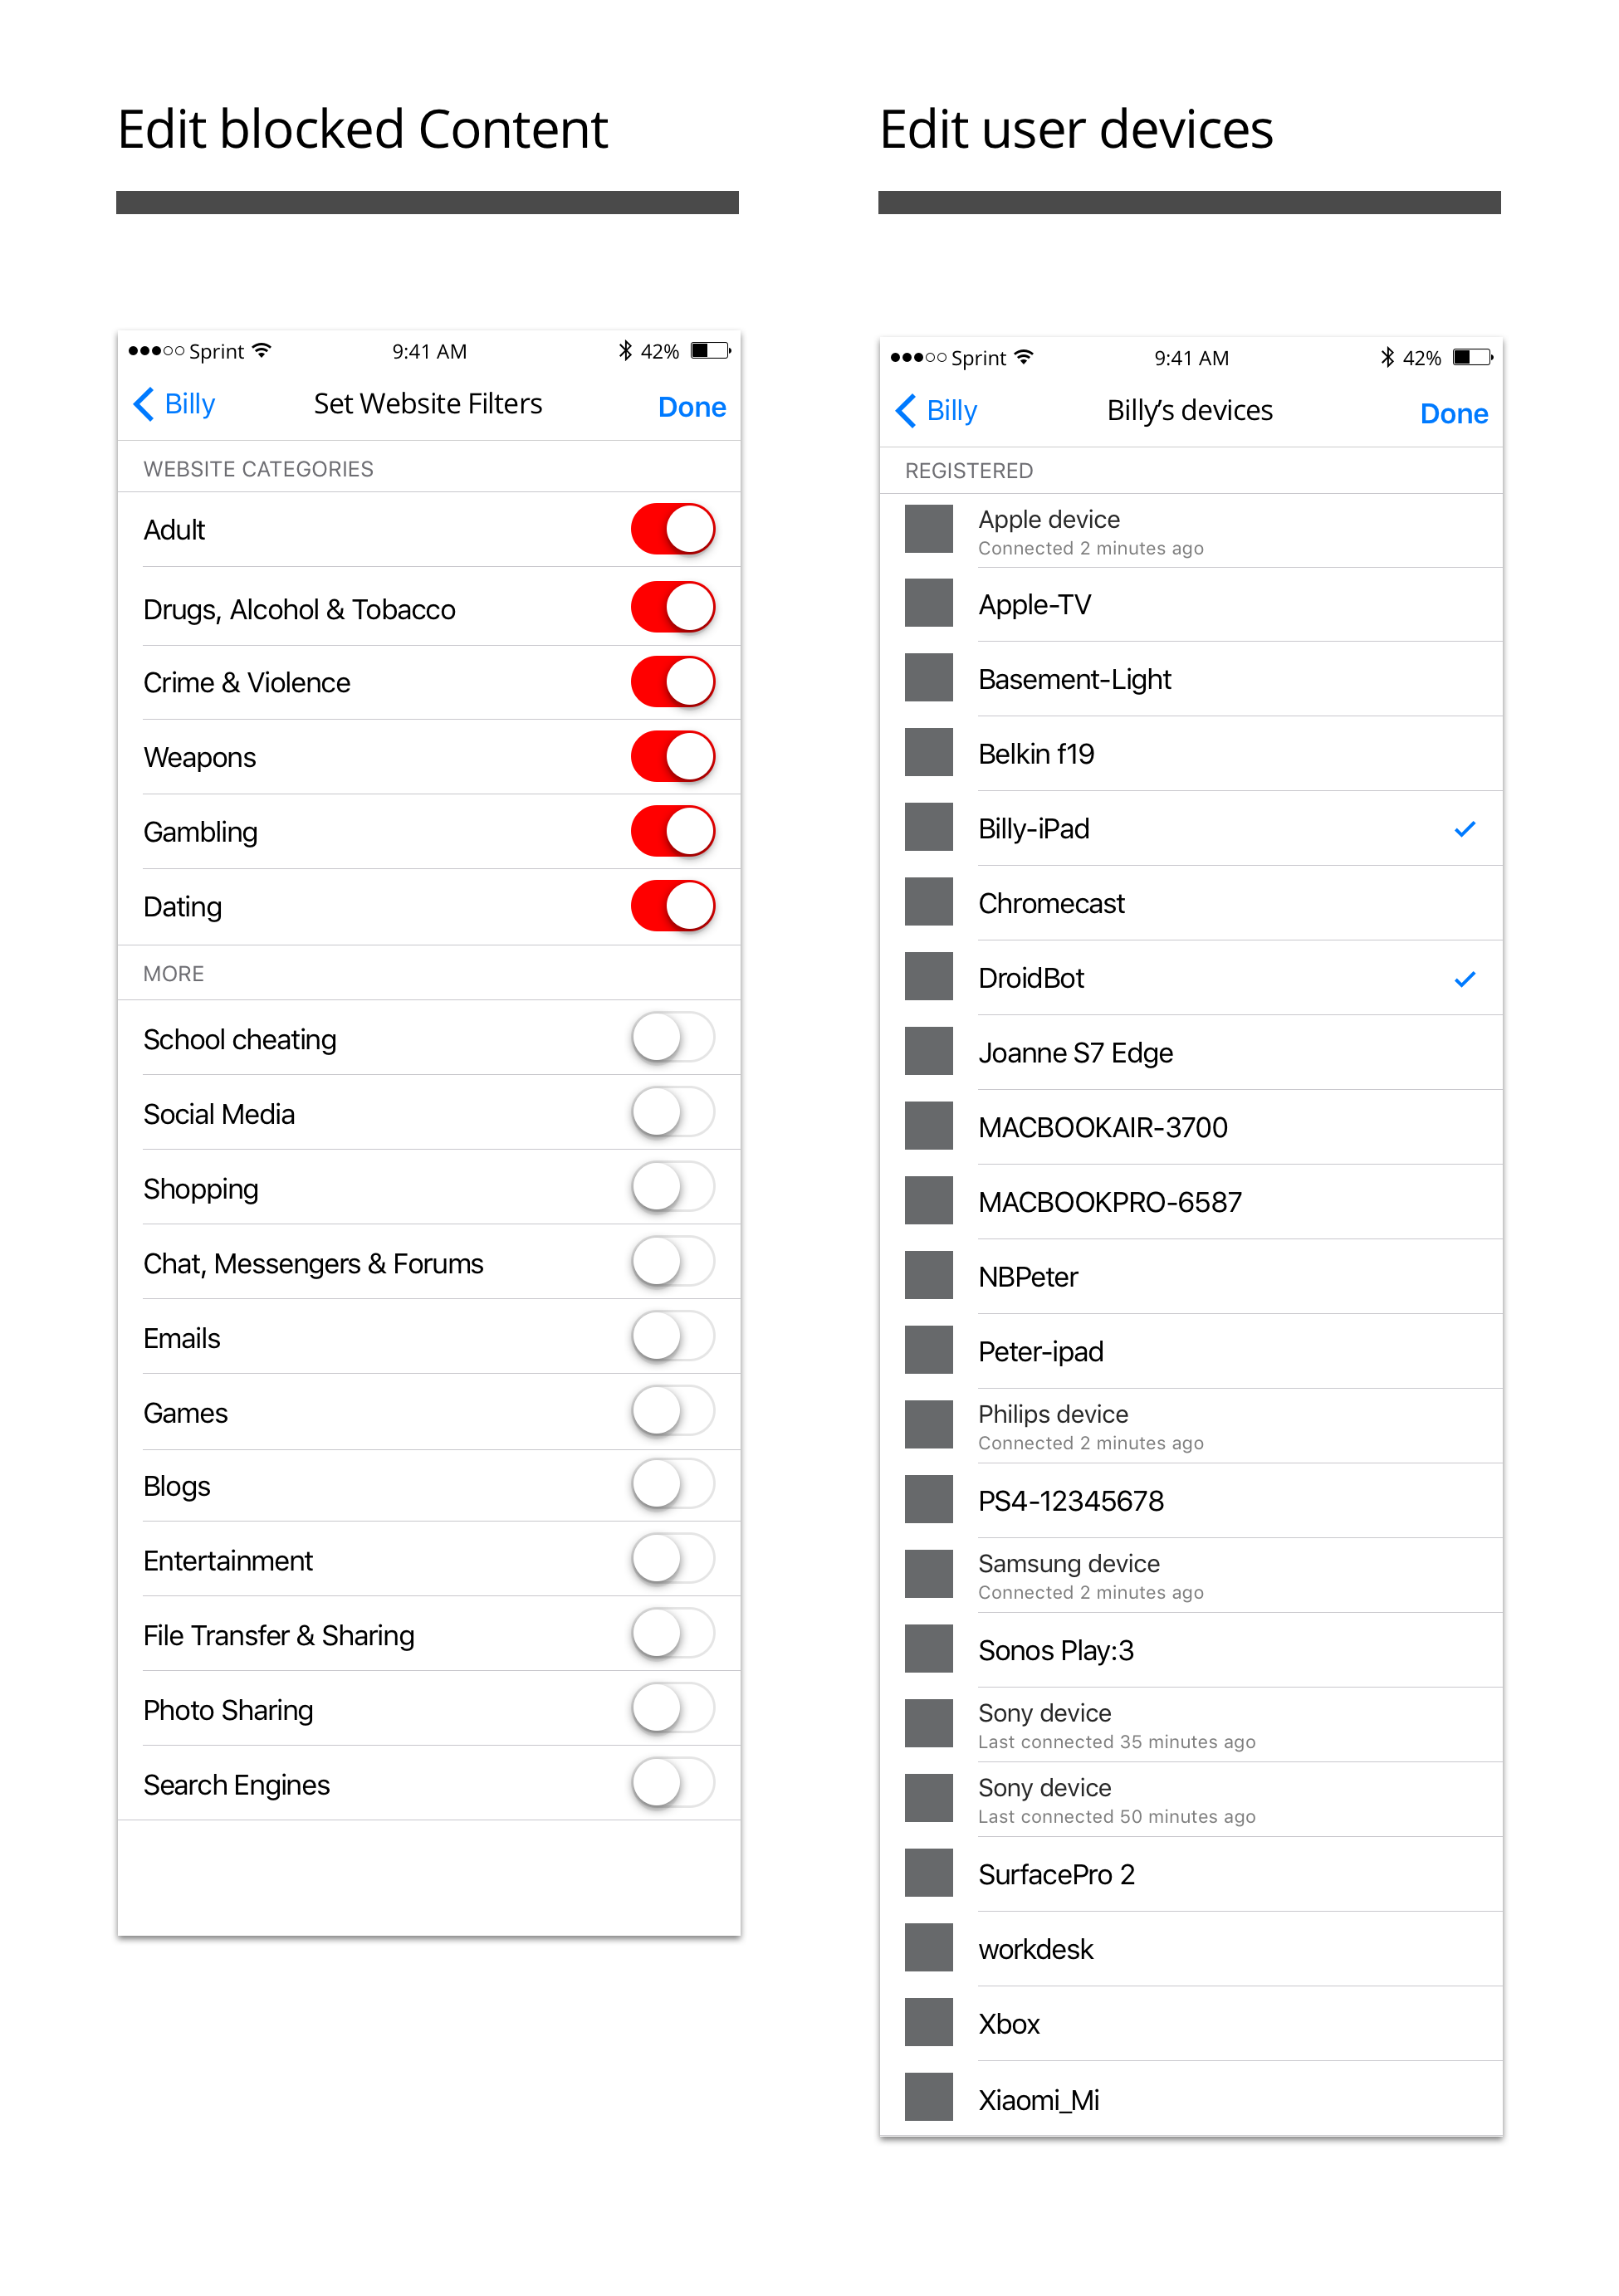 Edit blocked Content
Sprint 9:41 AM 42%
Billy Set Website Filters Done
WEBSITE CATEGORIES
Adult
Drugs, Alcohol & Tobacco
Crime & Violence
Weapons
Gambling
Dating
MORE
School cheating
Social Media
Shopping
Chat, Messengers & Forums
Emails
Games
Blogs
Entertainment
File Transfer & Sharing
Photo Sharing
Search Engines
Edit user devices
Sprint 9:41 AM 42%
Billy Billy’s devices Done
REGISTERED
Apple device
Connected 2 minutes ago
Apple-TV
Basement-Light
Belkin f19
Billy-iPad
Chromecast
DroidBot
Joanne S7 Edge
MACBOOKAIR-3700
MACBOOKPRO-6587
NBPeter
Peter-ipad
Philips device
Connected 2 minutes ago
PS4-12345678
Samsung device
Connected 2 minutes ago
Sonos Play:3
Sony device
Last connected 35 minutes ago
Sony device
Last connected 50 minutes ago
SurfacePro 2
workdesk
Xbox
Xiaomi_Mi